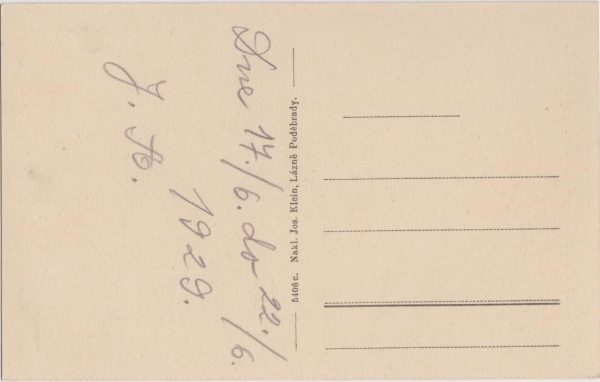 Dne 17./6. do 22./6.
1929.
J. A.
5406c. Nakl. Jos. Klein, Lázně Poděbrady.